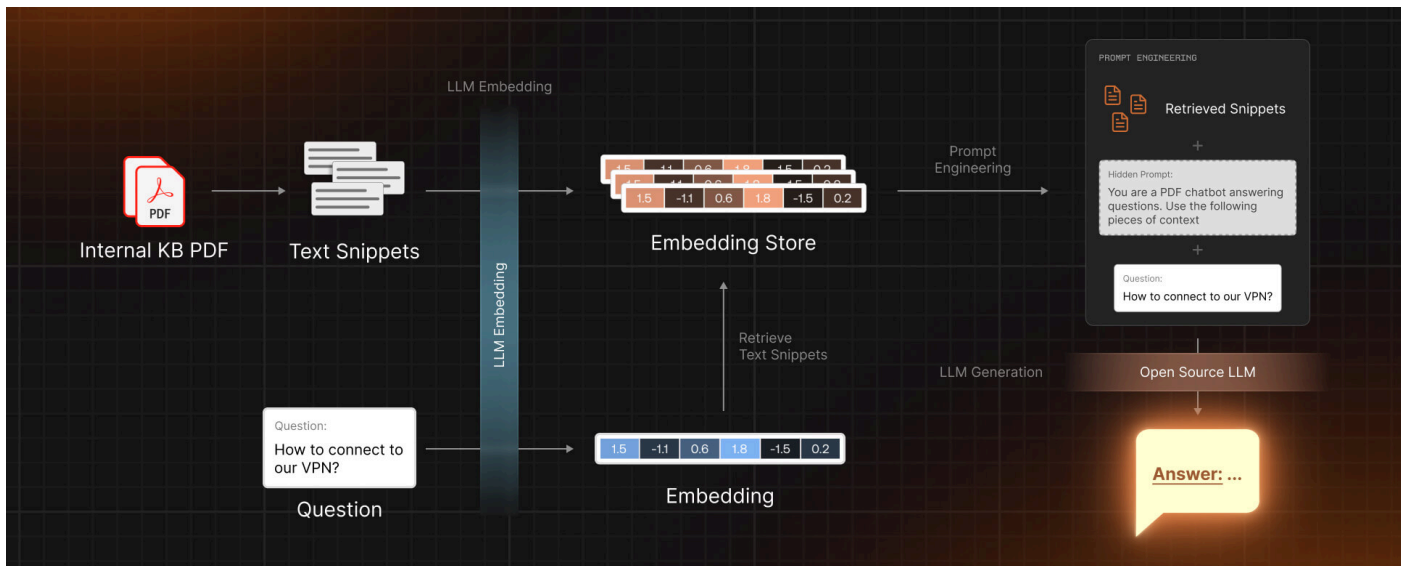 PROMPT ENGINEERING
Retrieved Snippets
+
Hidden Prompt:
You are a PDF chatbot answering
questions. Use the following
pieces of context
+
Question:
How to connect to our VPN?
LLM Embedding
PDF
Internal KB PDF
Text Snippets
LLM Embedding
1.5 -1.1 0.6 1.8 -1.5 0.2
Embedding Store
Prompt
Engineering
Retrieve
Text Snippets
LLM Generation
Open Source LLM
Question:
How to connect to
our VPN?
Question
1.5 -1.1 0.6 1.8 -1.5 0.2
Embedding
Answer: ...